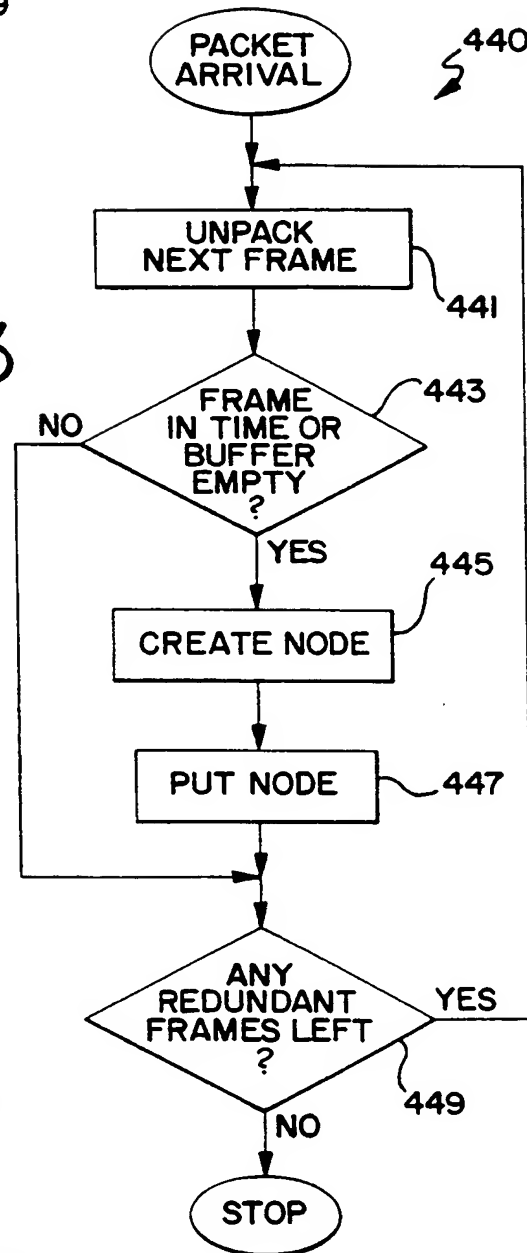 PACKET
ARRIVAL
440
UNPACK
NEXT FRAME
441
443
FRAME
IN TIME OR
BUFFER
EMPTY
?
NO
YES
445
CREATE NODE
PUT NODE
447
ANY
REDUNDANT
FRAMES LEFT
?
YES
449
NO
STOP